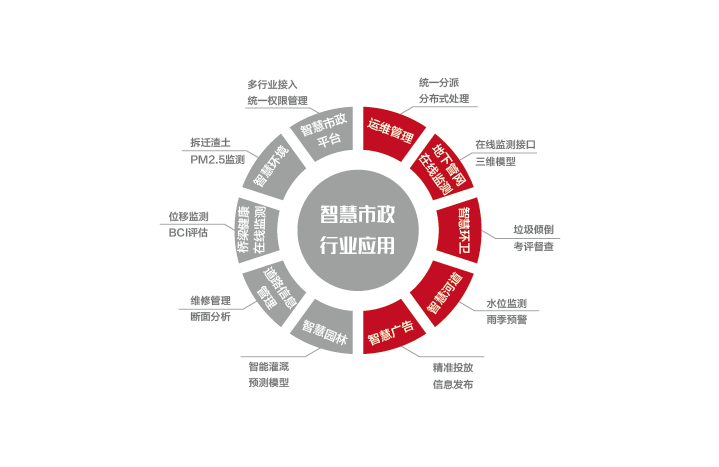 多行业接入
统一权限管理
智慧市政
平台
统一分派
分布式处理
运维管理
在线监测接口
三维模型
地下管网
在线监测
垃圾倾倒
考评督查
智慧环卫
水位监测
雨季预警
智慧河道
精准投放
信息发布
智慧广告
智能灌溉
预测模型
智慧园林
维修管理
断面分析
道路信息
管理
位移监测
BCI评估
桥梁健康
在线监测
拆迁渣土
PM2.5监测
智慧环境
智慧市政
行业应用